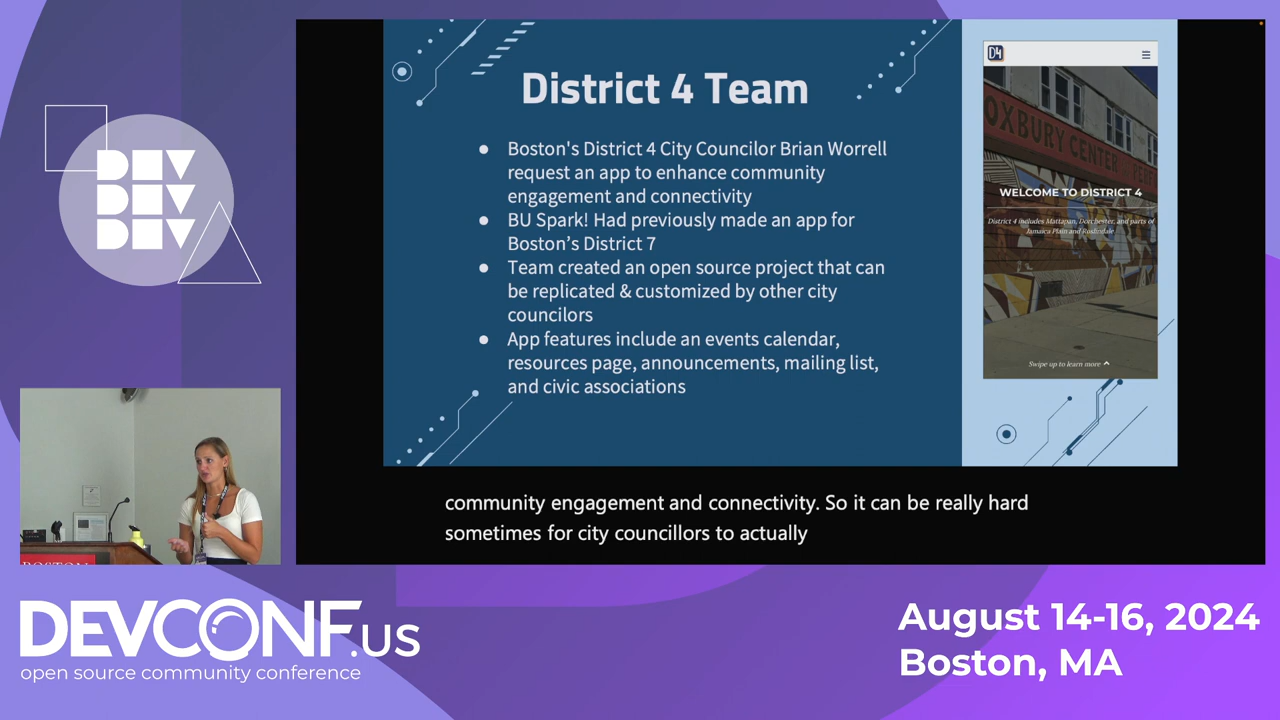 DEV
DEV
DEV
District 4 Team
● Boston's District 4 City Councilor Brian Worrell
request an app to enhance community
engagement and connectivity
● BU Spark! Had previously made an app for
Boston’s District 7
● Team created an open source project that can
be replicated & customized by other city
councilors
● App features include an events calendar,
resources page, announcements, mailing list,
and civic associations
D4
OXBURY CENTER
WELCOME TO DISTRICT 4
District 4 includes Mattapan, Dorchester, and parts of
Jamaica Plain and Roslindale
Swipe up to learn more
community engagement and connectivity. So it can be really hard
sometimes for city councillors to actually
BOSTON
DEVCONF.US
open source community conference
August 14-16, 2024
Boston, MA